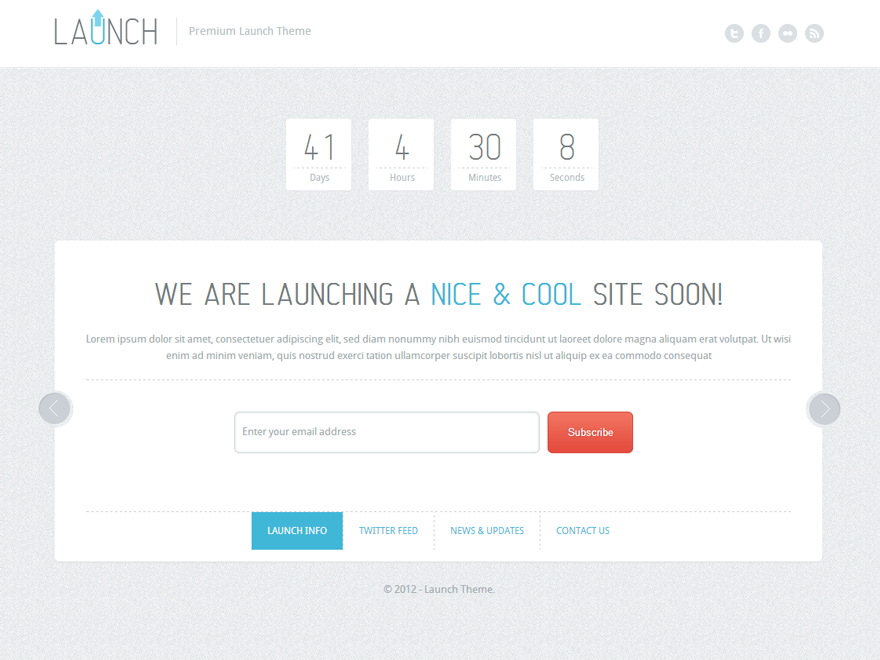 LAUNCH
Premium Launch Theme
41 4 30 8
Days Hours Minutes Seconds
WE ARE LAUNCHING A NICE & COOL SITE SOON!
Lorem ipsum dolor sit amet, consectetuer adipiscing elit, sed diam nonummy nibh euismod tincidunt ut laoreet dolore magna aliquam erat volutpat. Ut wisi
enim ad minim veniam, quis nostrud exerci tation ullamcorper suscipit lobortis nisl ut aliquip ex ea commodo consequat
Enter your email address
Subscribe
LAUNCH INFO TWITTER FEED NEWS & UPDATES CONTACT US
© 2012 - Launch Theme.